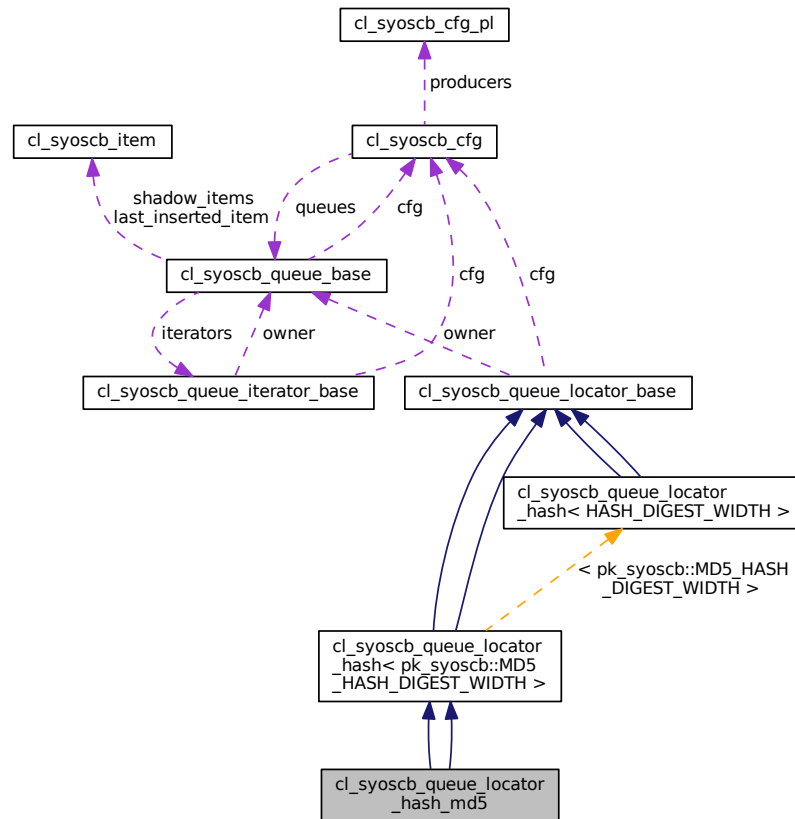 cl_syoscb_cfg_pl
producers
cl_syoscb_item
cl_syoscb_cfg
shadow_items
last_inserted_item
queues
cfg
cl_syoscb_queue_base
cfg
cfg
iterators
owner
owner
cl_syoscb_queue_iterator_base
cl_syoscb_queue_locator_base
cl_syoscb_queue_locator
_hash< HASH_DIGEST_WIDTH >
< pk_syoscb::MD5_HASH
_DIGEST_WIDTH >
cl_syoscb_queue_locator
_hash< pk_syoscb::MD5
_HASH_DIGEST_WIDTH >
cl_syoscb_queue_locator
_hash_md5